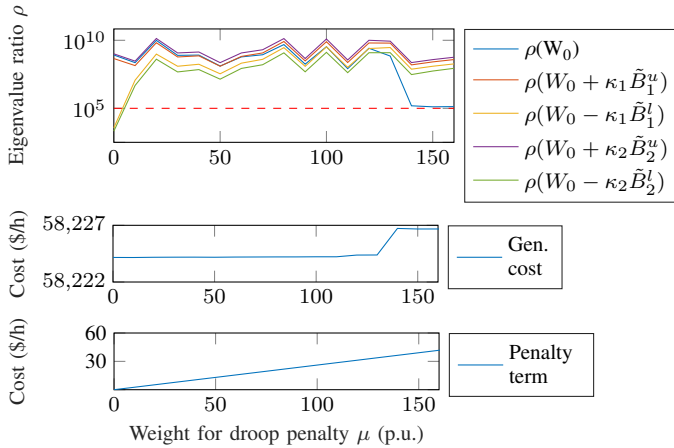 Eigenvalue ratio ρ
10^10
10^5
0 50 100 150
ρ(W_0)
ρ(W_0 + κ_1 B̃_1^u)
ρ(W_0 − κ_1 B̃_1^l)
ρ(W_0 + κ_2 B̃_2^u)
ρ(W_0 − κ_2 B̃_2^l)
Cost ($/h)
58,227
58,222
0 50 100 150
Gen.
cost
Cost ($/h)
60
30
0 50 100 150
Penalty
term
Weight for droop penalty μ (p.u.)